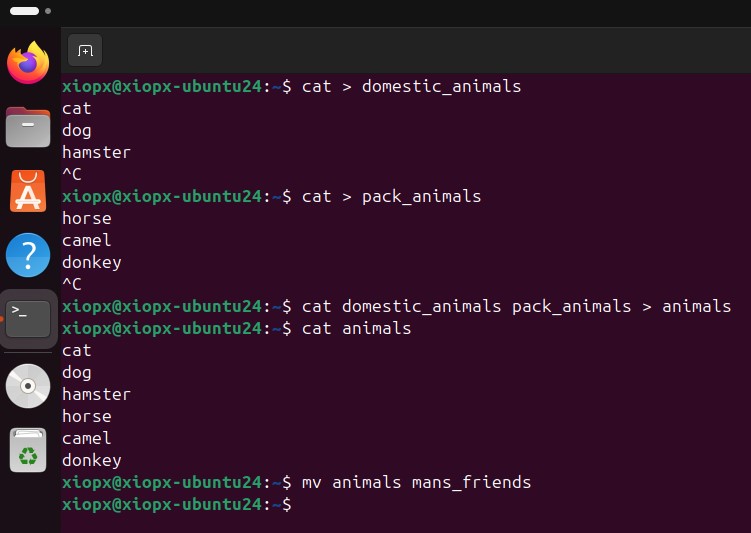 xiopx@xiopx-ubuntu24:~$ cat > domestic_animals
cat
dog
hamster
^C
xiopx@xiopx-ubuntu24:~$ cat > pack_animals
horse
camel
donkey
^C
xiopx@xiopx-ubuntu24:~$ cat domestic_animals pack_animals > animals
xiopx@xiopx-ubuntu24:~$ cat animals
cat
dog
hamster
horse
camel
donkey
xiopx@xiopx-ubuntu24:~$ mv animals mans_friends
xiopx@xiopx-ubuntu24:~$